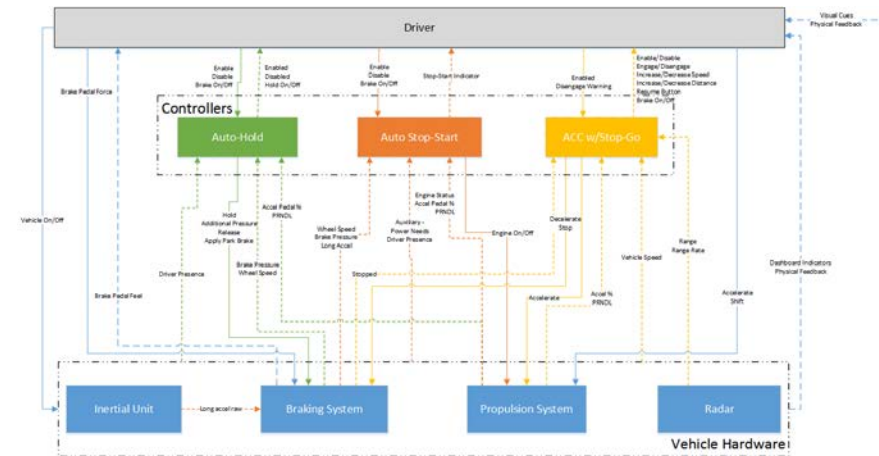 Driver
Visual Cues
Physical Feedback
Brake Pedal Force
Enable
Disable
Brake On/Off
Enabled
Disabled
Hold On/Off
Enable
Disable
Brake On/Off
Stop-Start Indicator
Enabled
Disengage Warning
Enable/Disable
Engage/Disengage
Increase/Decrease Speed
Increase/Decrease Distance
Resume Button
Brake On/Off
Controllers
Auto-Hold
Auto Stop-Start
ACC w/Stop-Go
Vehicle On/Off
Hold
Additional Pressure
Release
Apply Park Brake
Accel Pedal %
PRNDL
Wheel Speed
Brake Pressure
Long Accel
Engine Status
Accel Pedal %
PRNDL
Auxiliary -
Power Needs
Driver Presence
Engine On/Off
Decelerate
Stop
Vehicle Speed
Range
Range Rate
Dashboard Indicators
Physical Feedback
Driver Presence
Brake Pressure
Wheel Speed
Stopped
Brake Pedal Feel
Accelerate
Accel %
PRNDL
Accelerate
Shift
Inertial Unit
Long accel raw
Braking System
Propulsion System
Radar
Vehicle Hardware